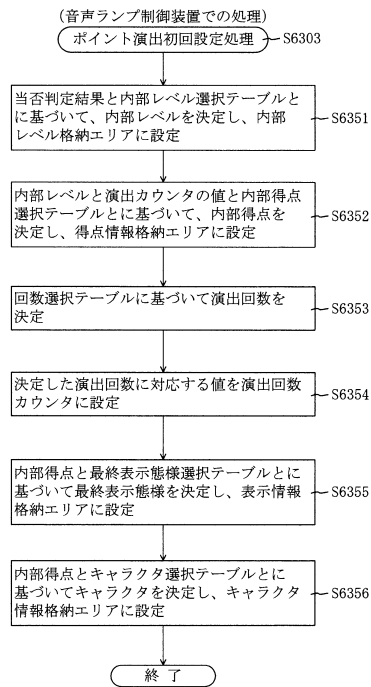 (音声ランプ制御装置での処理)
ポイント演出初回設定処理 S6303
当否判定結果と内部レベル選択テーブルと
に基づいて、内部レベルを決定し、内部
レベル格納エリアに設定
S6351
内部レベルと演出カウンタの値と内部得点
選択テーブルとに基づいて、内部得点を
決定し、得点情報格納エリアに設定
S6352
回数選択テーブルに基づいて演出回数を
決定
S6353
決定した演出回数に対応する値を演出回数
カウンタに設定
S6354
内部得点と最終表示態様選択テーブルとに
基づいて最終表示態様を決定し、表示情報
格納エリアに設定
S6355
内部得点とキャラクタ選択テーブルとに
基づいてキャラクタを決定し、キャラクタ
情報格納エリアに設定
S6356
終了